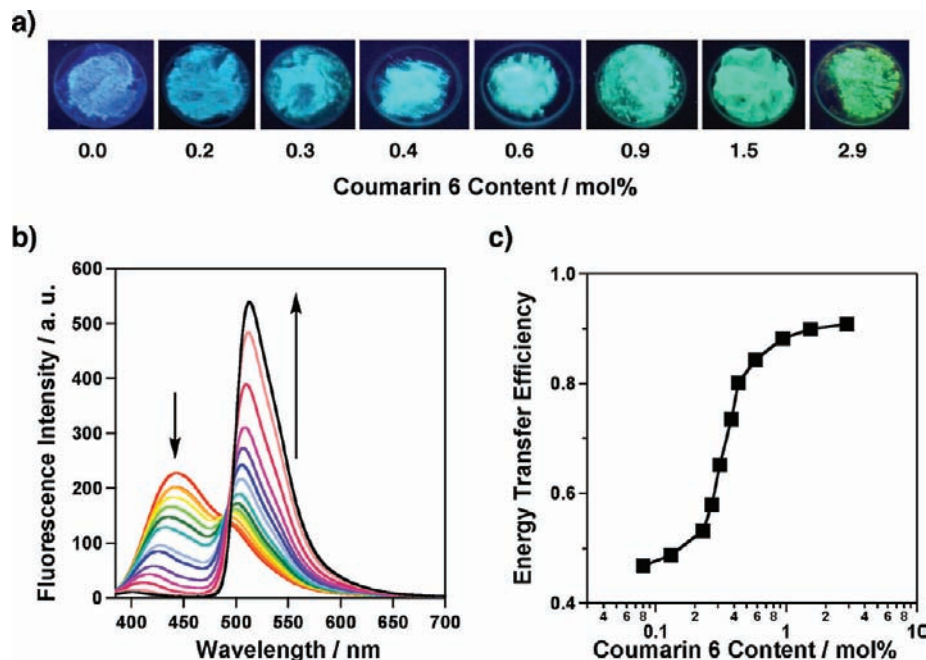 a)
0.0 0.2 0.3 0.4 0.6 0.9 1.5 2.9
Coumarin 6 Content / mol%
b)
600
500
400
300
200
100
0
Fluorescence Intensity / a. u.
400 450 500 550 600 650 700
Wavelength / nm
c)
1.0
0.8
0.6
0.4
Energy Transfer Efficiency
6 8 2 4 6 8 2 4 6 8
0.1 1 10
Coumarin 6 Content / mol%